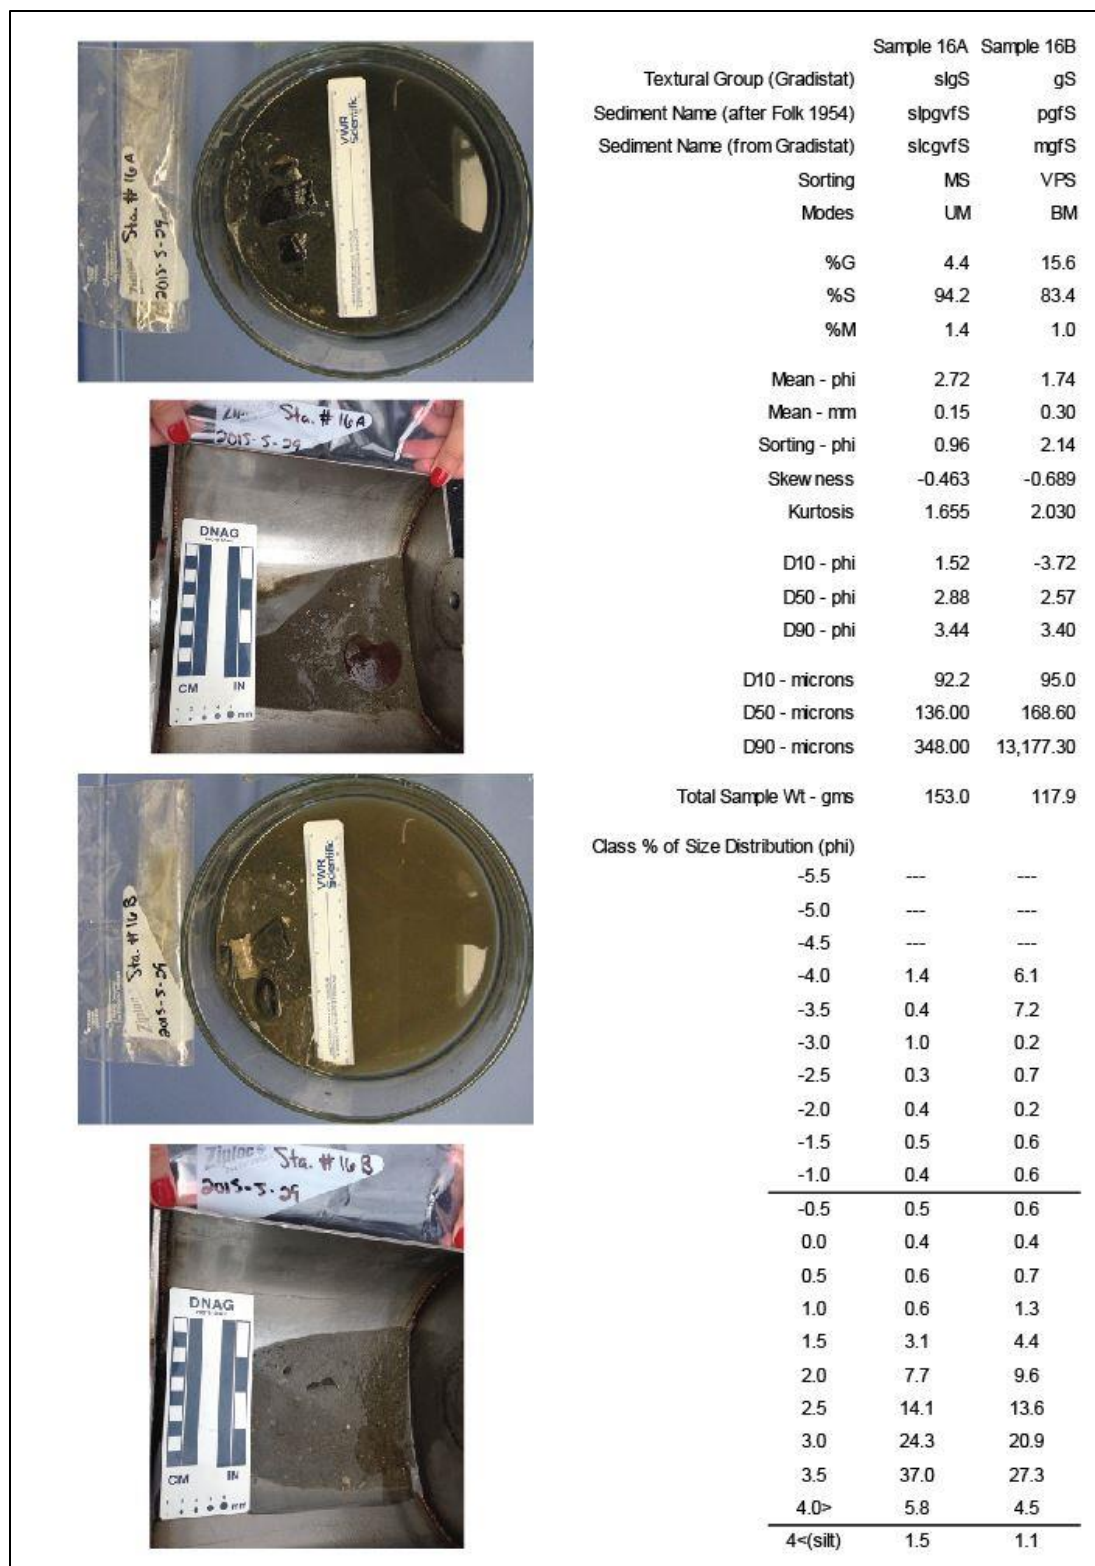 Sample 16A Sample 16B
Textural Group (Gradistat) slgS gS
Sediment Name (after Folk 1954) slpgvfS pgfS
Sediment Name (from Gradistat) slcgvfS mgfS
Sorting MS VPS
Modes UM BM
%G 4.4 15.6
%S 94.2 83.4
%M 1.4 1.0
Mean - phi 2.72 1.74
Mean - mm 0.15 0.30
Sorting - phi 0.96 2.14
Skewness -0.463 -0.689
Kurtosis 1.655 2.030
D10 - phi 1.52 -3.72
D50 - phi 2.88 2.57
D90 - phi 3.44 3.40
D10 - microns 92.2 95.0
D50 - microns 136.00 168.60
D90 - microns 348.00 13,177.30
Total Sample Wt - gms 153.0 117.9
Class % of Size Distribution (phi)
-5.5 --- ---
-5.0 --- ---
-4.5 --- ---
-4.0 1.4 6.1
-3.5 0.4 7.2
-3.0 1.0 0.2
-2.5 0.3 0.7
-2.0 0.4 0.2
-1.5 0.5 0.6
-1.0 0.4 0.6
-0.5 0.5 0.6
0.0 0.4 0.4
0.5 0.6 0.7
1.0 0.6 1.3
1.5 3.1 4.4
2.0 7.7 9.6
2.5 14.1 13.6
3.0 24.3 20.9
3.5 37.0 27.3
4.0> 5.8 4.5
4<(silt) 1.5 1.1
Sta. # 16A
2015-5-29
VWR
Scientific
Sta. # 16A
2015-5-29
DNAG
CM IN
mm
Ziploc
Sta. # 16B
2015-5-29
VWR
Scientific
Ziploc Sta. # 16B
2015-5-29
DNAG
CM IN
mm